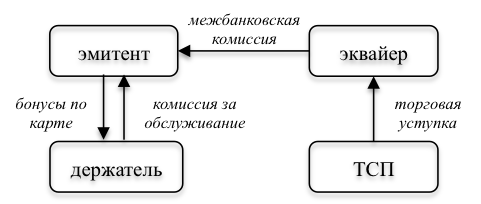 межбанковская
комиссия
эмитент
эквайер
бонусы по
карте
комиссия за
обслуживание
торговая
уступка
держатель
ТСП